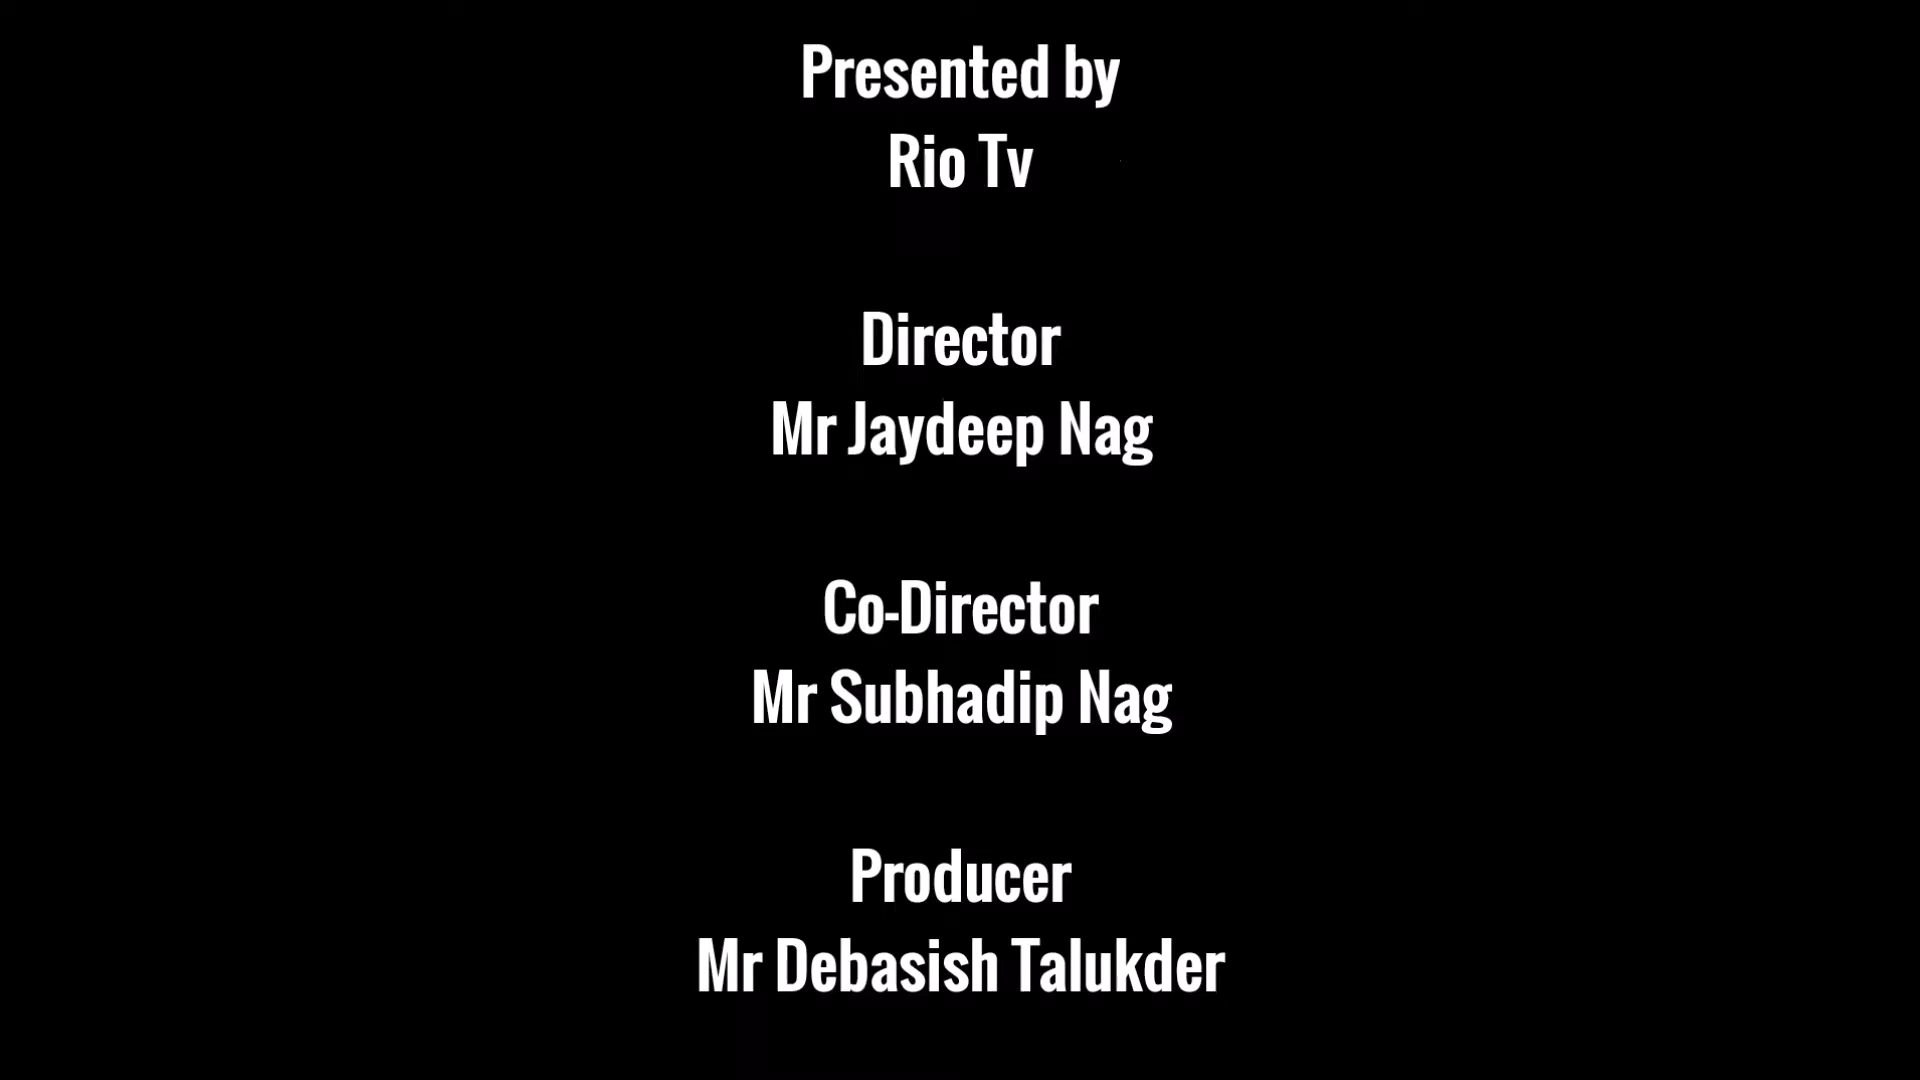 Presented by
Rio Tv
Director
Mr Jaydeep Nag
Co-Director
Mr Subhadip Nag
Producer
Mr Debasish Talukder